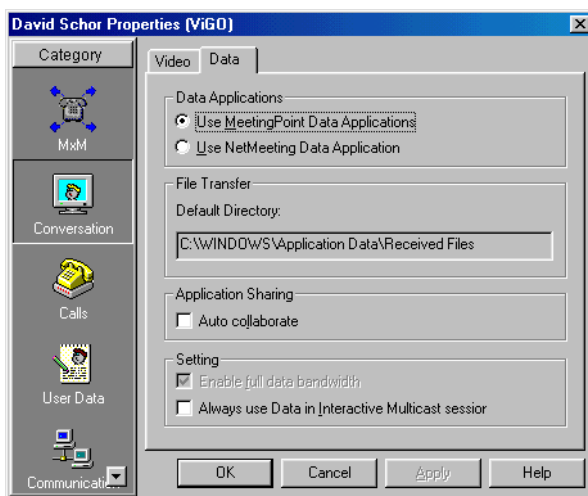 David Schor Properties (ViGO)
Category
MxM
Conversation
Calls
User Data
Communicatio
Video
Data
Data Applications
Use MeetingPoint Data Applications
Use NetMeeting Data Application
File Transfer
Default Directory:
C:\WINDOWS\Application Data\Received Files
Application Sharing
Auto collaborate
Setting
Enable full data bandwidth
Always use Data in Interactive Multicast sessior
OK
Cancel
Apply
Help